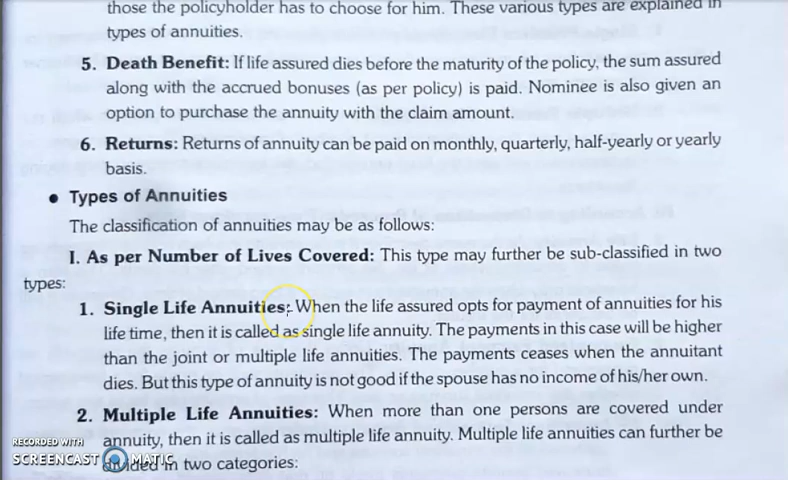 those the policyholder has to choose for him. These various types are explained in
types of annuities.
5. Death Benefit: If life assured dies before the maturity of the policy, the sum assured
along with the accrued bonuses (as per policy) is paid. Nominee is also given an
option to purchase the annuity with the claim amount.
6. Returns: Returns of annuity can be paid on monthly, quarterly, half-yearly or yearly
basis.
• Types of Annuities
The classification of annuities may be as follows:
I. As per Number of Lives Covered: This type may further be sub-classified in two
types:
1. Single Life Annuities: When the life assured opts for payment of annuities for his
life time, then it is called as single life annuity. The payments in this case will be higher
than the joint or multiple life annuities. The payments ceases when the annuitant
dies. But this type of annuity is not good if the spouse has no income of his/her own.
2. Multiple Life Annuities: When more than one persons are covered under
annuity, then it is called as multiple life annuity. Multiple life annuities can further be
divided in two categories:
RECORDED WITH
SCREENCAST MATIC